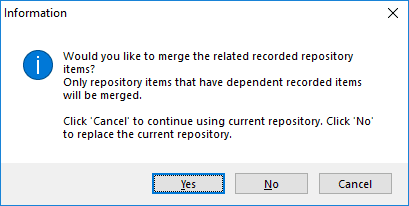 Information
Would you like to merge the related recorded repository
items?
Only repository items that have dependent recorded items
will be merged.
Click 'Cancel' to continue using current repository. Click 'No'
to replace the current repository.
Yes
No
Cancel